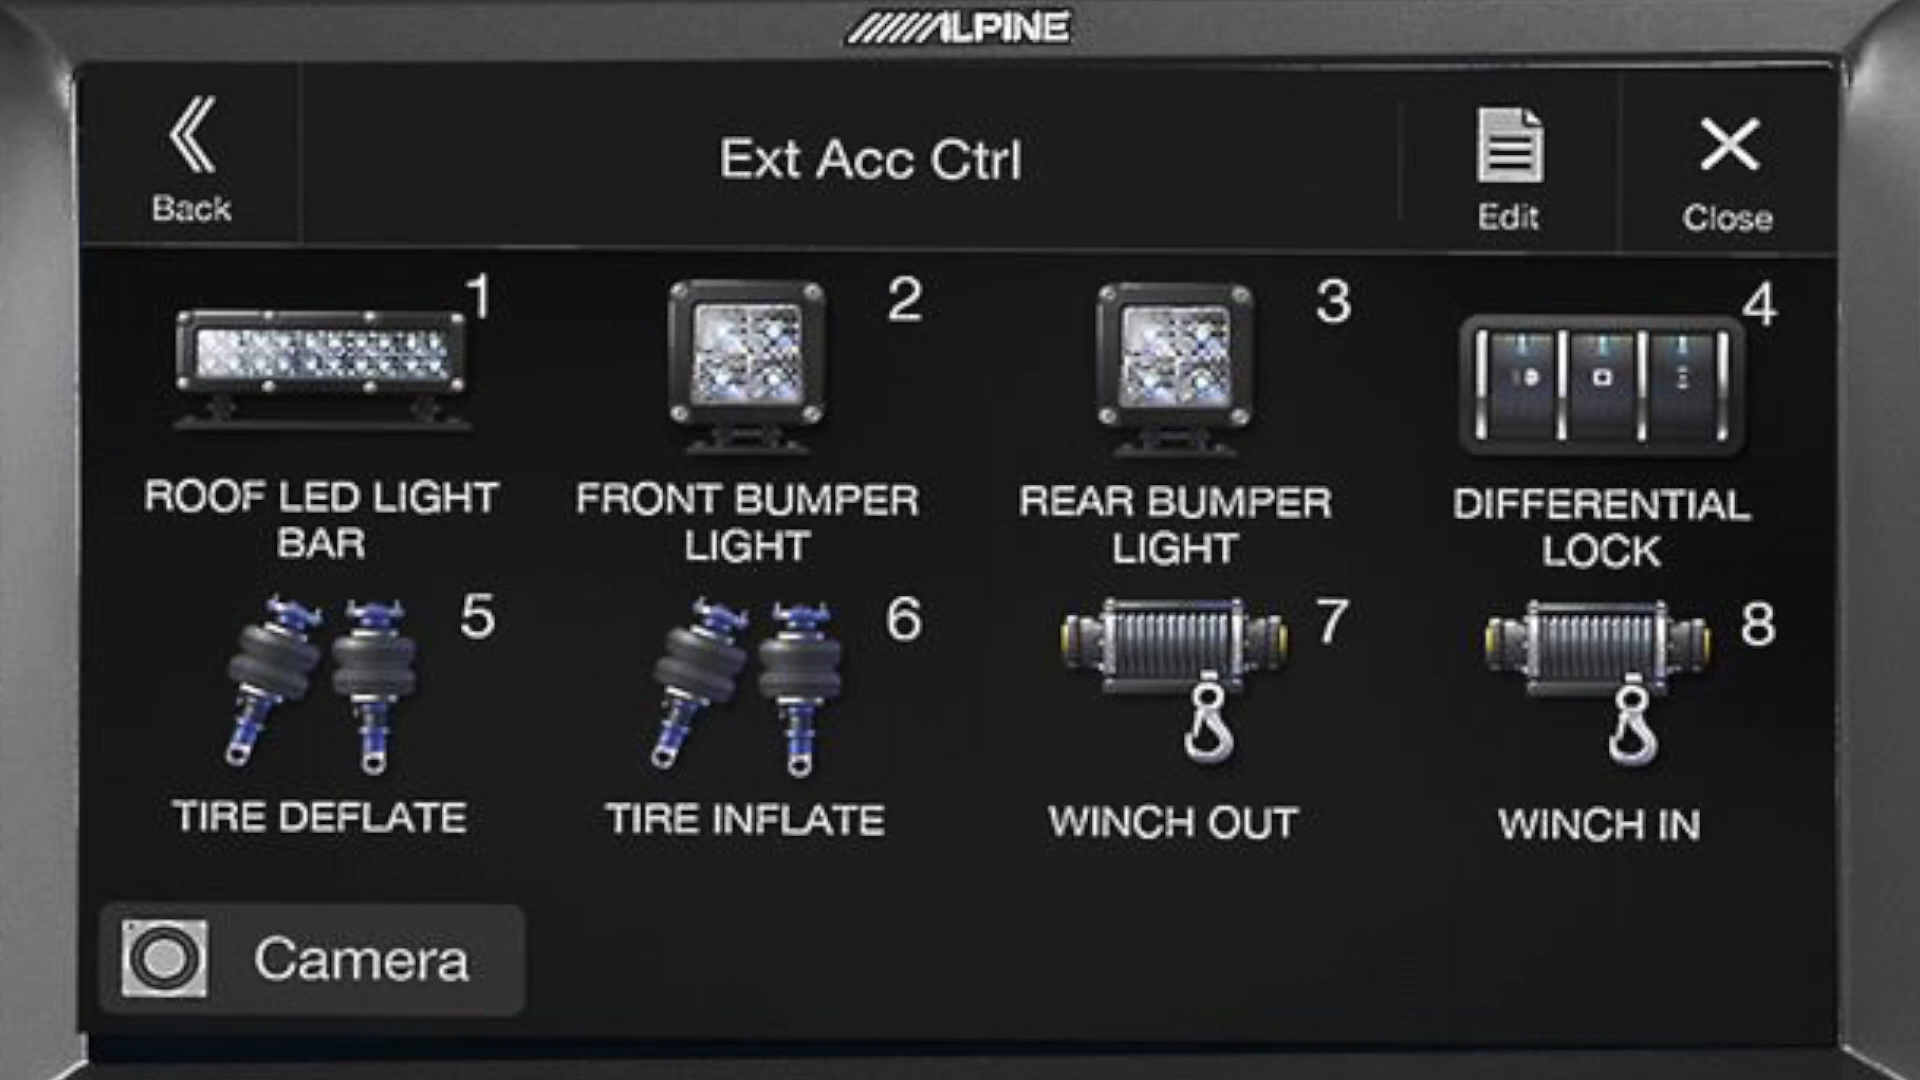 ALPINE
Back
Ext Acc Ctrl
Edit
Close
1
2
3
4
ROOF LED LIGHT
BAR
FRONT BUMPER
LIGHT
REAR BUMPER
LIGHT
DIFFERENTIAL
LOCK
5
6
7
8
TIRE DEFLATE
TIRE INFLATE
WINCH OUT
WINCH IN
Camera